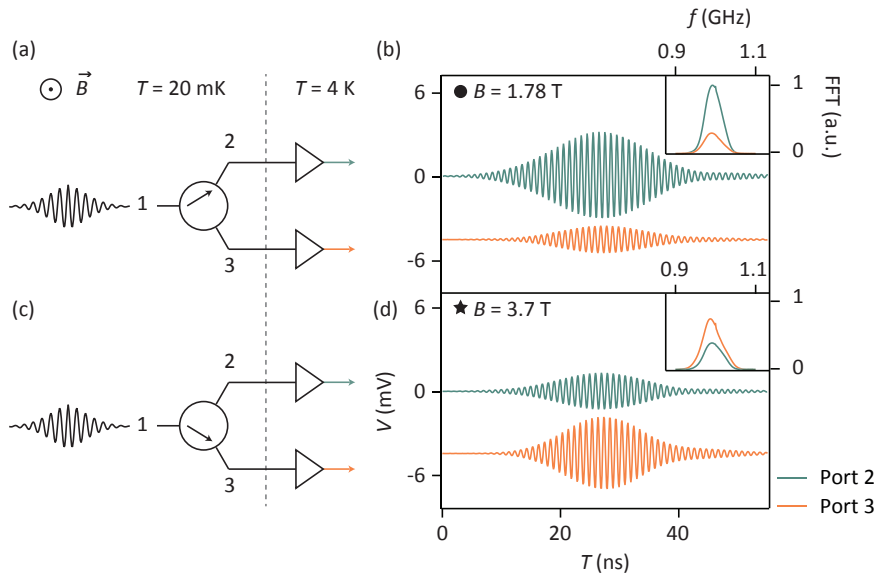 (a)
B
T = 20 mK
T = 4 K
1
2
3
(b)
f (GHz)
0.9
1.1
B = 1.78 T
FFT (a.u.)
1
0
6
0
-6
(c)
1
2
3
(d)
0.9
1.1
B = 3.7 T
1
0
6
0
-6
V (mV)
0
20
40
T (ns)
Port 2
Port 3